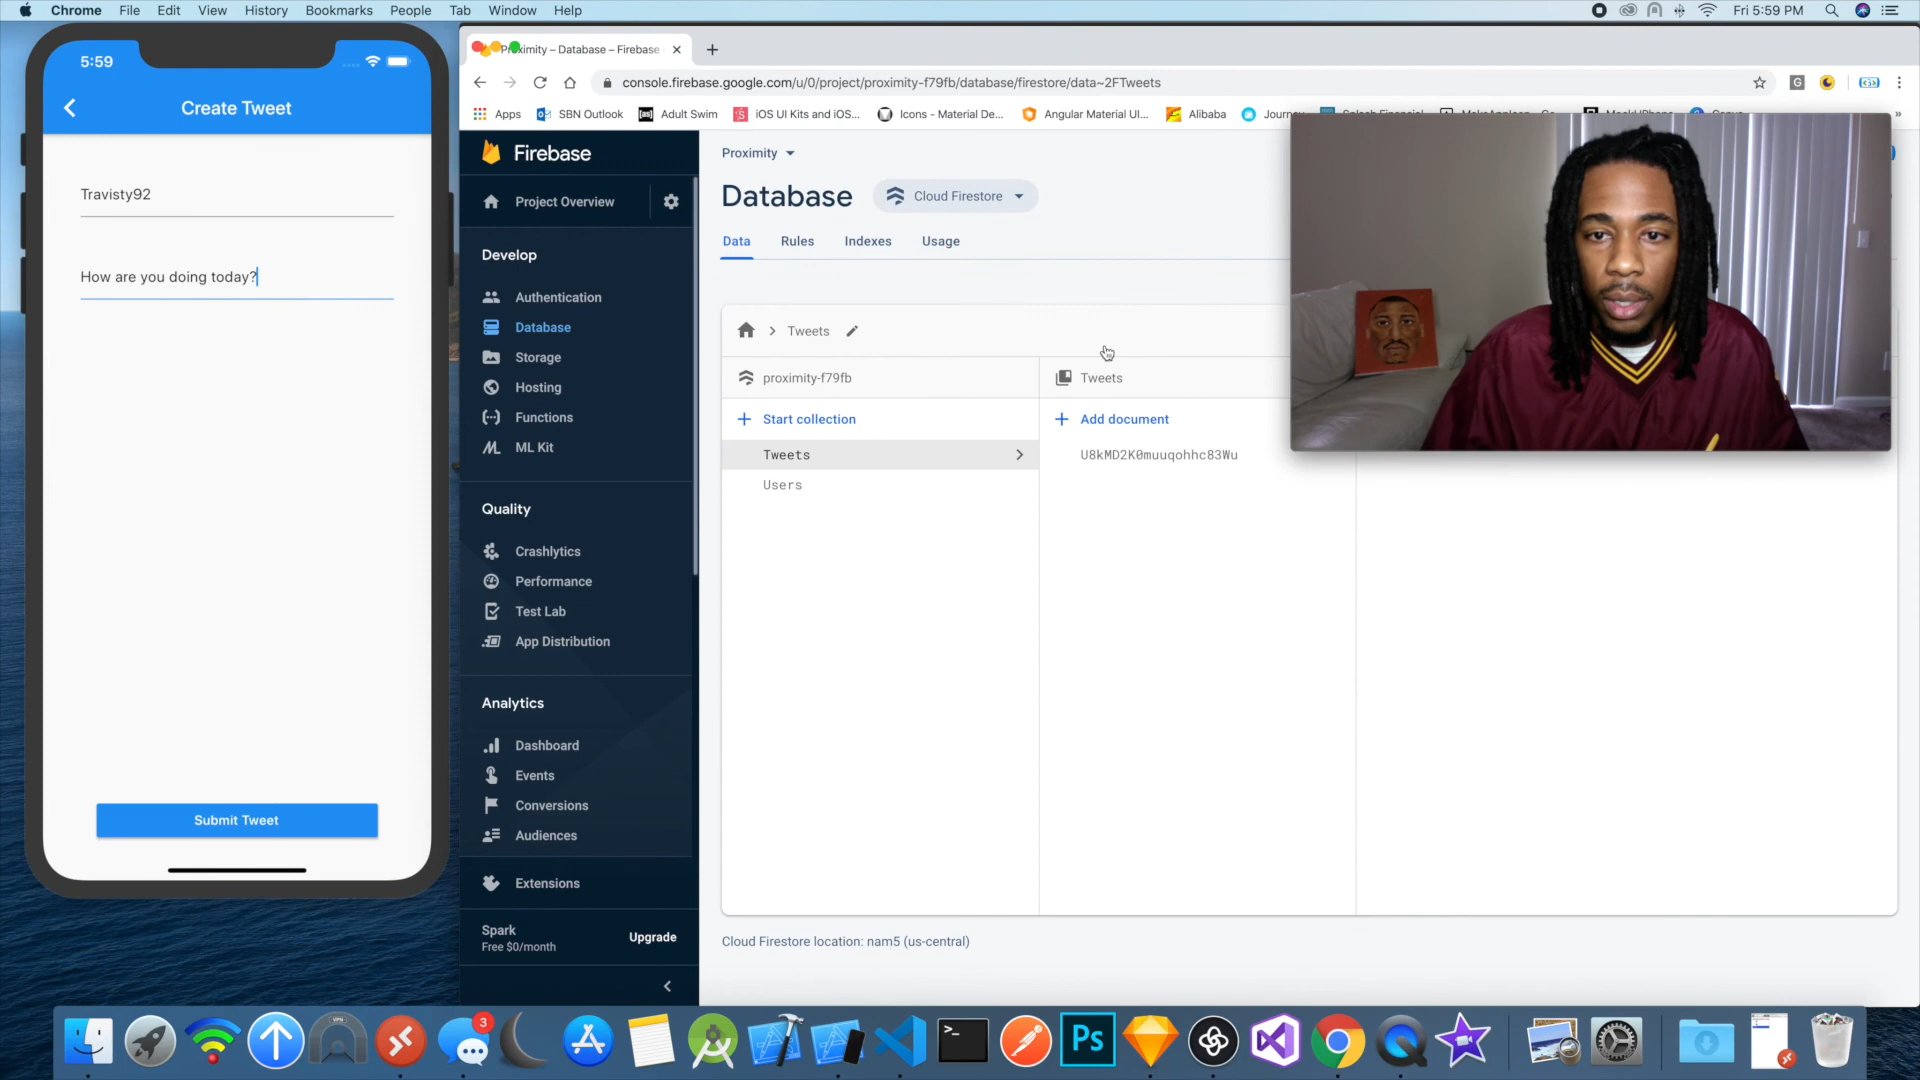 Chrome File Edit View History Bookmarks People Tab Window Help
Fri 5:59 PM
5:59
Create Tweet
Travisty92
How are you doing today?
Submit Tweet
Proximity – Database – Firebase
console.firebase.google.com/u/0/project/proximity-f79fb/database/firestore/data~2FTweets
Apps SBN Outlook Adult Swim iOS UI Kits and iOS... Icons - Material De... Angular Material UI... Alibaba
Firebase
Project Overview
Develop
Authentication
Database
Storage
Hosting
Functions
ML Kit
Quality
Crashlytics
Performance
Test Lab
App Distribution
Analytics
Dashboard
Events
Conversions
Audiences
Extensions
Spark
Free $0/month
Upgrade
Proximity
Database
Cloud Firestore
Data Rules Indexes Usage
Tweets
proximity-f79fb
Tweets
Start collection
Add document
Tweets
U8kMD2K0muuqohhc83Wu
Users
Cloud Firestore location: nam5 (us-central)
3
VPN
Ps